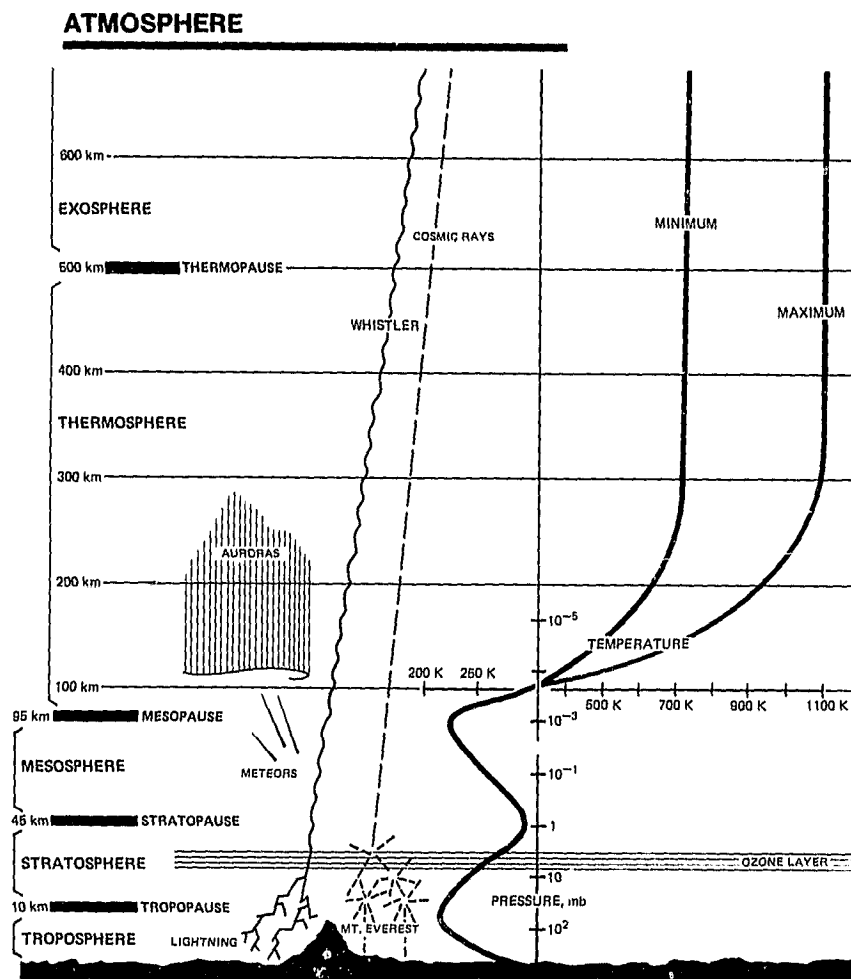 ATMOSPHERE
600 km
EXOSPHERE
COSMIC RAYS
MINIMUM
500 km THERMOPAUSE
WHISTLER
MAXIMUM
400 km
THERMOSPHERE
300 km
AURORAS
200 km
10-5
TEMPERATURE
200 K 250 K
100 km
500 K 700 K 900 K 1100 K
95 km MESOPAUSE
10-3
MESOSPHERE
METEORS
10-1
45 km STRATOPAUSE
1
STRATOSPHERE
OZONE LAYER
10
10 km TROPOPAUSE
PRESSURE, mb
MT. EVEREST
102
TROPOSPHERE
LIGHTNING